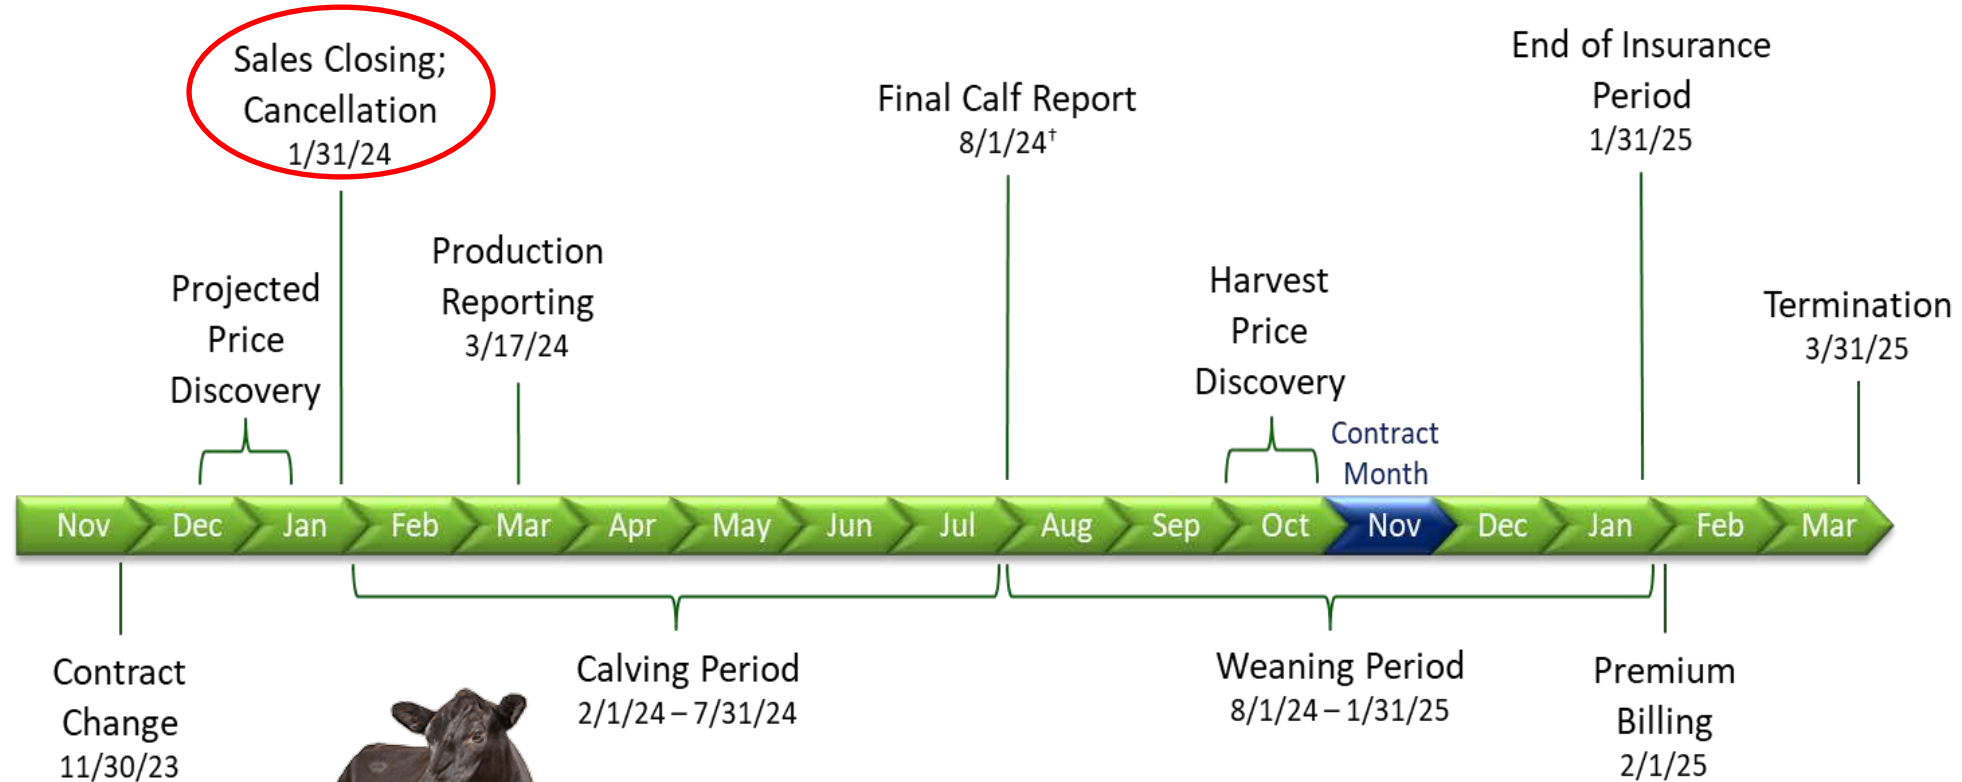 Sales Closing;
Cancellation
1/31/24
Final Calf Report
8/1/24†
End of Insurance
Period
1/31/25
Projected
Price
Discovery
Production
Reporting
3/17/24
Harvest
Price
Discovery
Contract
Month
Termination
3/31/25
Nov Dec Jan Feb Mar Apr May Jun Jul Aug Sep Oct Nov Dec Jan Feb Mar
Contract
Change
11/30/23
Calving Period
2/1/24 – 7/31/24
Weaning Period
8/1/24 – 1/31/25
Premium
Billing
2/1/25